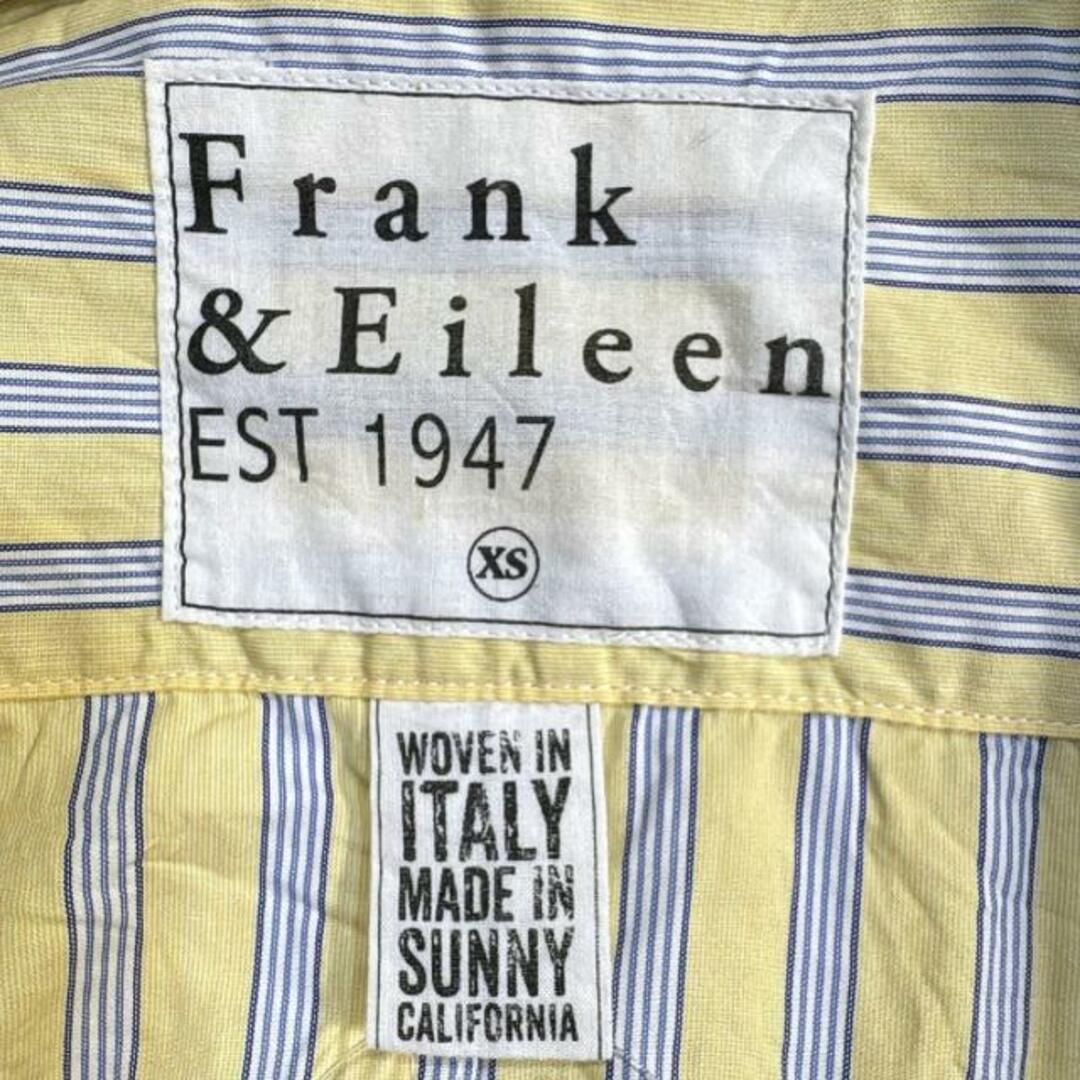 Frank
& Eileen
EST 1947
XS
WOVEN IN
ITALY
MADE IN
SUNNY
CALIFORNIA